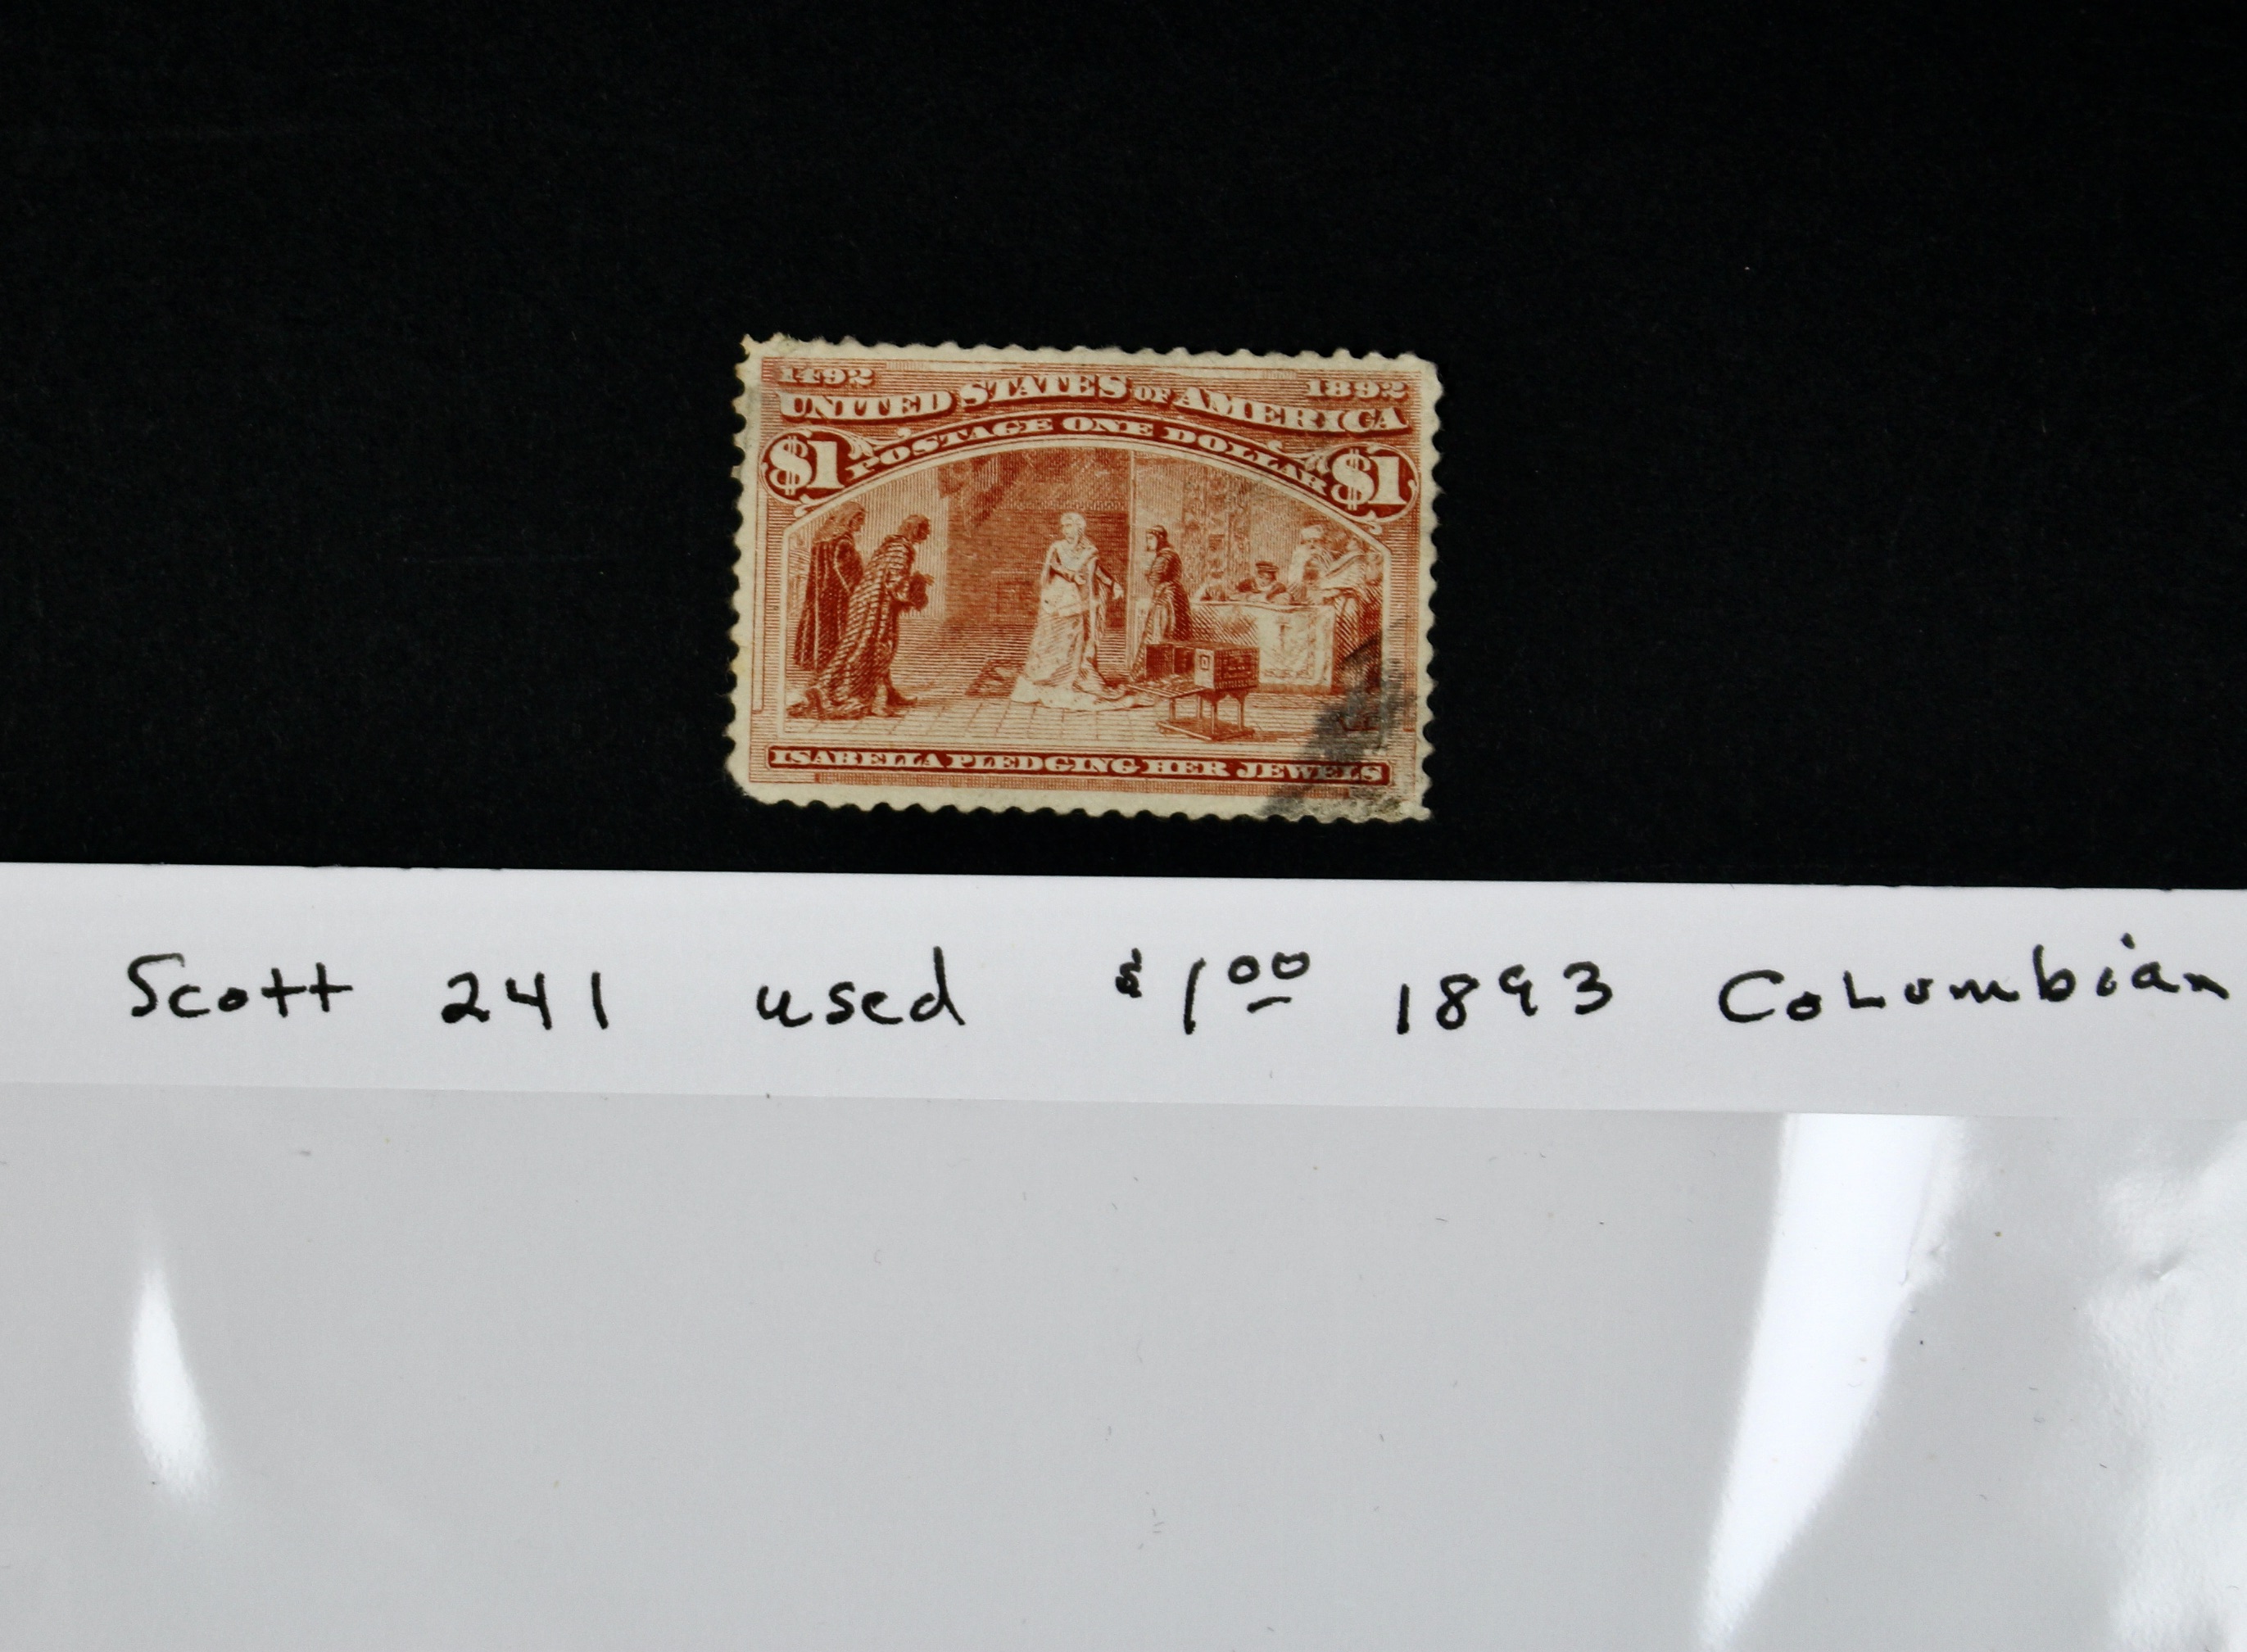 1492 1892
UNITED STATES OF AMERICA
POSTAGE ONE DOLLAR
$1 $1
ISABELLA PLEDGING HER JEWELS
Scott 241 used $1.00 1893 Columbian